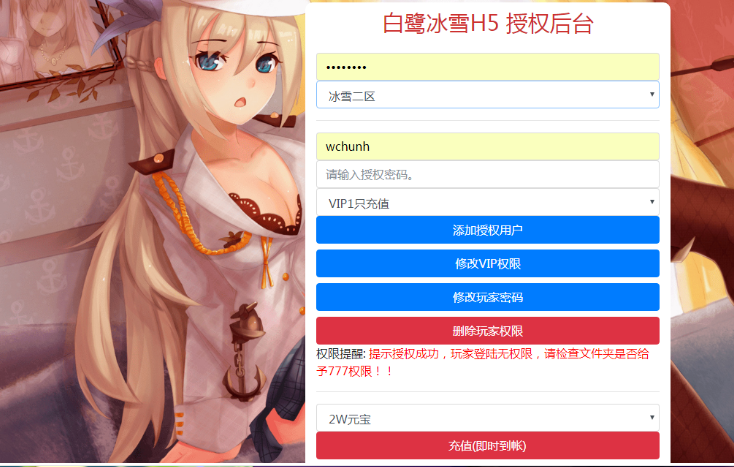 白鹭冰雪H5 授权后台
••••••••
冰雪二区
wchunh
请输入授权密码。
VIP1只充值
添加授权用户
修改VIP权限
修改玩家密码
删除玩家权限
权限提醒: 提示授权成功，玩家登陆无权限，请检查文件夹是否给
予777权限！！
2W元宝
充值(即时到帐)